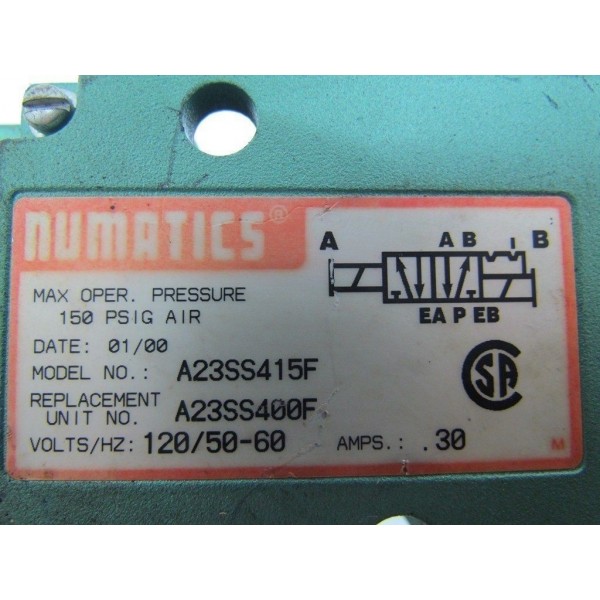 NUMATICS®
A AB B
EA P EB
MAX OPER. PRESSURE
150 PSIG AIR
DATE: 01/00
MODEL NO.: A23SS415F
REPLACEMENT
UNIT NO. A23SS400F
VOLTS/HZ: 120/50-60 AMPS.: .30
SA
M